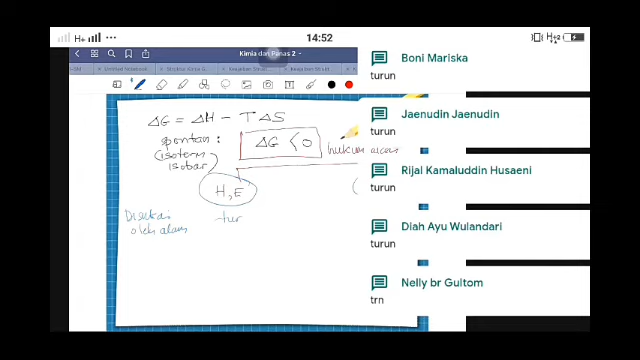 14:52
Kimia dan Panas 2
ΔG = ΔH - TΔS
spontan :
ΔG < 0
hukum alam
(isoterm
isobar)
H, E
Disukai
oleh alam
tur
Boni Mariska
turun
Jaenudin Jaenudin
turun
Rijal Kamaluddin Husaeni
turun
Diah Ayu Wulandari
turun
Nelly br Gultom
trn